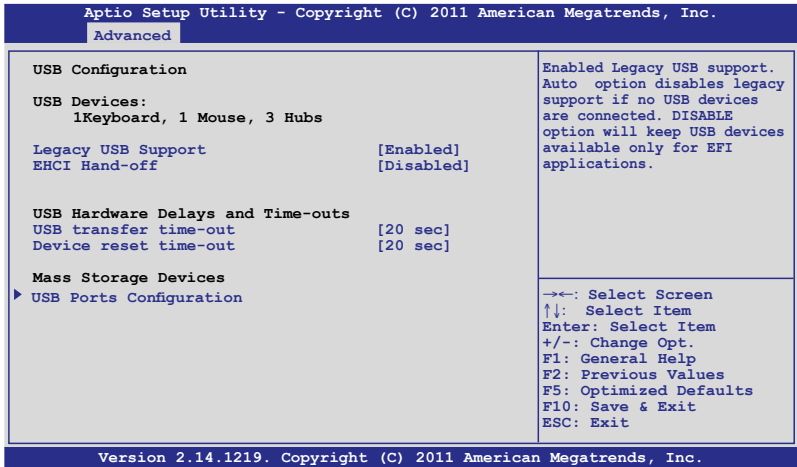 Aptio Setup Utility - Copyright (C) 2011 American Megatrends, Inc.
Advanced
USB Configuration
USB Devices:
1Keyboard, 1 Mouse, 3 Hubs
Legacy USB Support [Enabled]
EHCI Hand-off [Disabled]
USB Hardware Delays and Time-outs
USB transfer time-out [20 sec]
Device reset time-out [20 sec]
Mass Storage Devices
USB Ports Configuration
Enabled Legacy USB support.
Auto option disables legacy
support if no USB devices
are connected. DISABLE
option will keep USB devices
available only for EFI
applications.
→←: Select Screen
↑↓: Select Item
Enter: Select Item
+/-: Change Opt.
F1: General Help
F2: Previous Values
F5: Optimized Defaults
F10: Save & Exit
ESC: Exit
Version 2.14.1219. Copyright (C) 2011 American Megatrends, Inc.